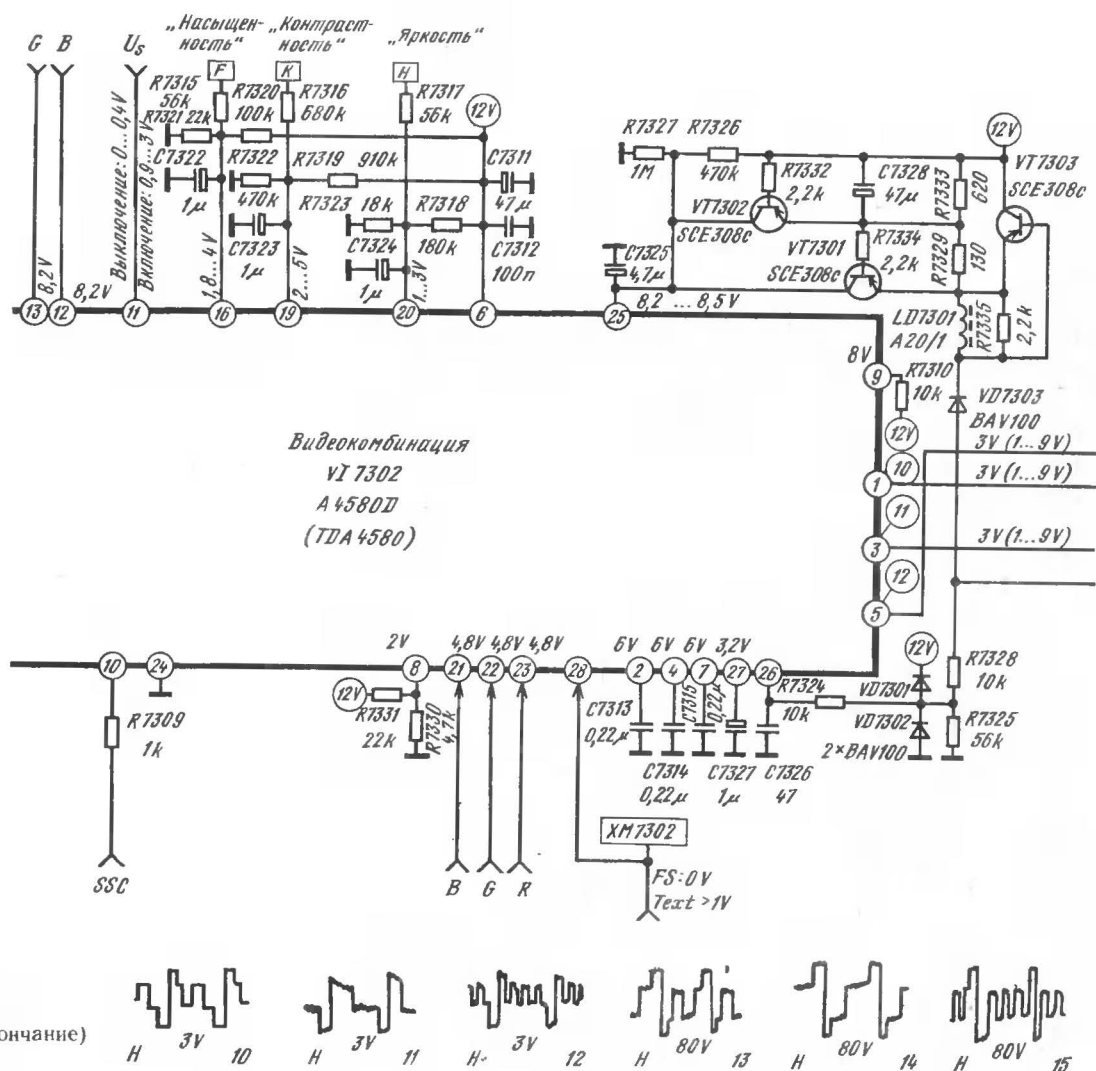 „Насыщен-
ность"
„Контраст-
ность"
„Яркость"
G
B
Us
F
K
H
R7315
56k
R7320
100k
R7316
680k
R7317
56k
12V
R7321 22k
C7322
1μ
R7322
470k
R7319
910k
C7311
47μ
R7323
18k
R7318
180k
C7323
1μ
C7324
1μ
C7312
100n
8,2V
8,2V
Выключение: 0...0,4V
Включение: 0,9...3V
1,8...4V
2...5V
1...3V
13
12
11
16
19
20
6
25
R7327
1M
R7326
470k
R7332
2,2k
C7328
47μ
R7333
620
12V
VT7303
SCE308c
VT7302
SCE308c
VT7301
SCE308c
R7334
2,2k
R7329
130
C7325
4,7μ
8,2 ... 8,5V
LD7301
A20/1
R7335
2,2k
8V
9
R7310
10k
12V
VD7303
BAV100
3V (1...9V)
3V (1...9V)
3V (1...9V)
10
1
11
3
12
5
Видеокомбинация
VI 7302
A 4580D
(TDA 4580)
10
24
R7309
1k
SSC
2V
4,8V
4,8V
4,8V
8
21
22
23
28
12V
R7331
22k
R7330
4,7k
B
G
R
6V
6V
6V
3,2V
2
4
7
27
26
C7313
0,22μ
C7315
0,22μ
C7314
0,22μ
C7327
1μ
C7326
47
R7324
10k
12V
VD7301
VD7302
2×BAV100
R7328
10k
R7325
56k
XM7302
FS:0V
Text >1V
ончание)
H 3V 10
H 3V 11
H 3V 12
H 80V 13
H 80V 14
H 80V 15